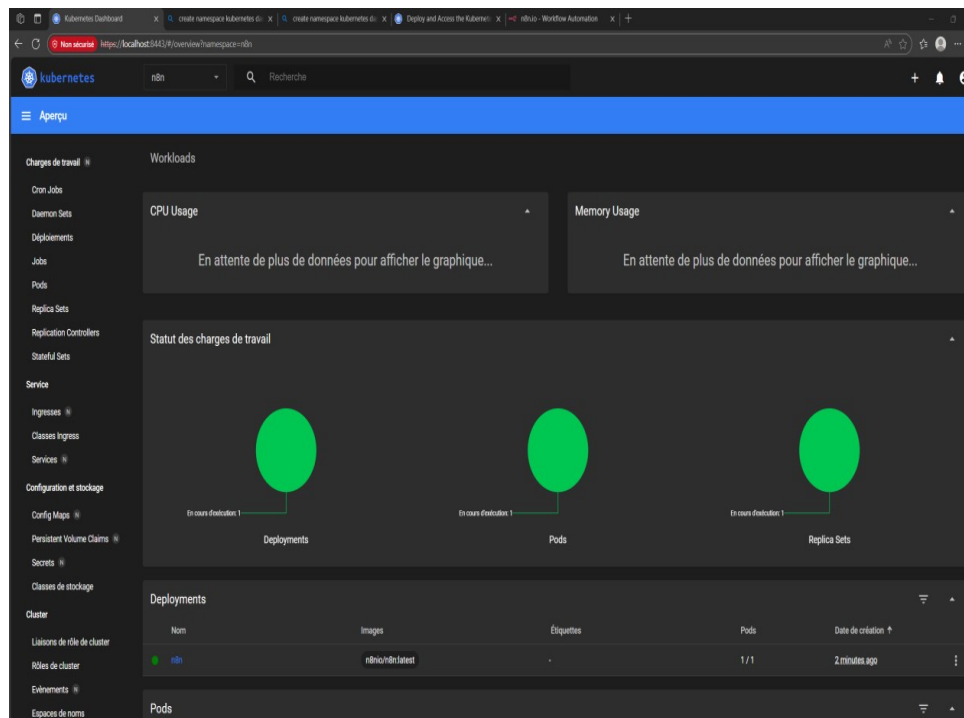 Kubernetes Dashboard
create namespace kubernetes
create namespace kubernetes
Deploy and Access the Kubernet
n8n.io - Workflow Automation
Non sécurisé https://localhost:8443/#/overview?namespace=n8n
kubernetes
n8n
Recherche
Aperçu
Charges de travail N
Cron Jobs
Daemon Sets
Déploiements
Jobs
Pods
Replica Sets
Replication Controllers
Stateful Sets
Service
Ingresses N
Classes Ingress
Services N
Configuration et stockage
Config Maps N
Persistent Volume Claims N
Secrets N
Classes de stockage
Cluster
Liaisons de rôle de cluster
Rôles de cluster
Evènements N
Espaces de noms
Workloads
CPU Usage
En attente de plus de données pour afficher le graphique...
Memory Usage
En attente de plus de données pour afficher le graphique...
Statut des charges de travail
En cours d'exécution: 1
Deployments
En cours d'exécution: 1
Pods
En cours d'exécution: 1
Replica Sets
Deployments
Nom Images Étiquettes Pods Date de création
n8n n8nio/n8n:latest - 1 / 1 2 minutes ago
Pods